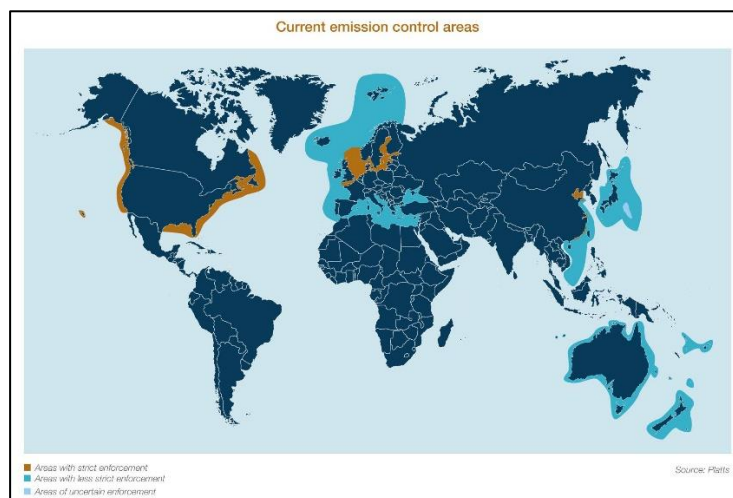 Current emission control areas
Areas with strict enforcement
Areas with less strict enforcement
Areas of uncertain enforcement
Source: Platts